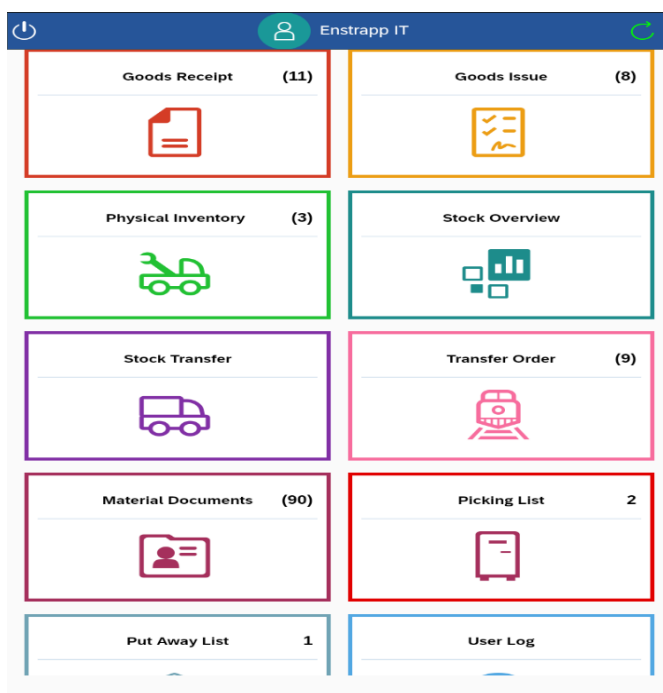 Enstrapp IT
Goods Receipt (11)
Goods Issue (8)
Physical Inventory (3)
Stock Overview
Stock Transfer
Transfer Order (9)
Material Documents (90)
Picking List 2
Put Away List 1
User Log